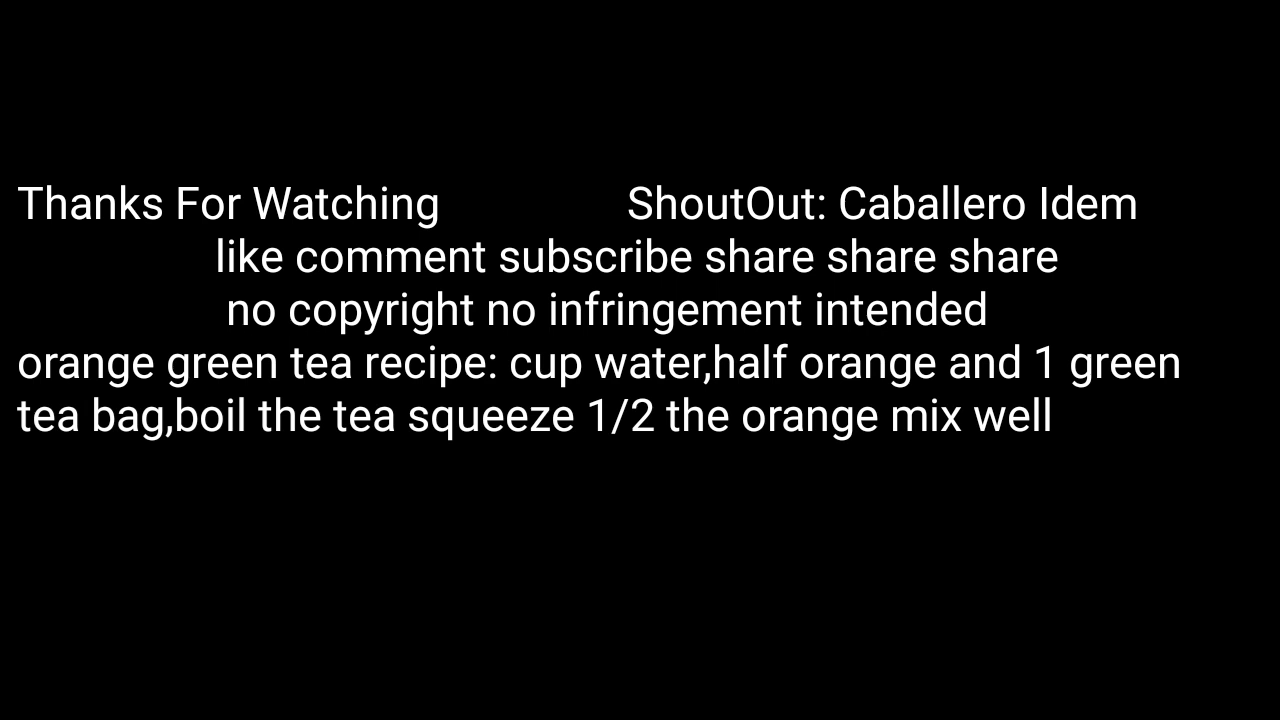 Thanks For Watching ShoutOut: Caballero Idem
like comment subscribe share share share
no copyright no infringement intended
orange green tea recipe: cup water,half orange and 1 green
tea bag,boil the tea squeeze 1/2 the orange mix well